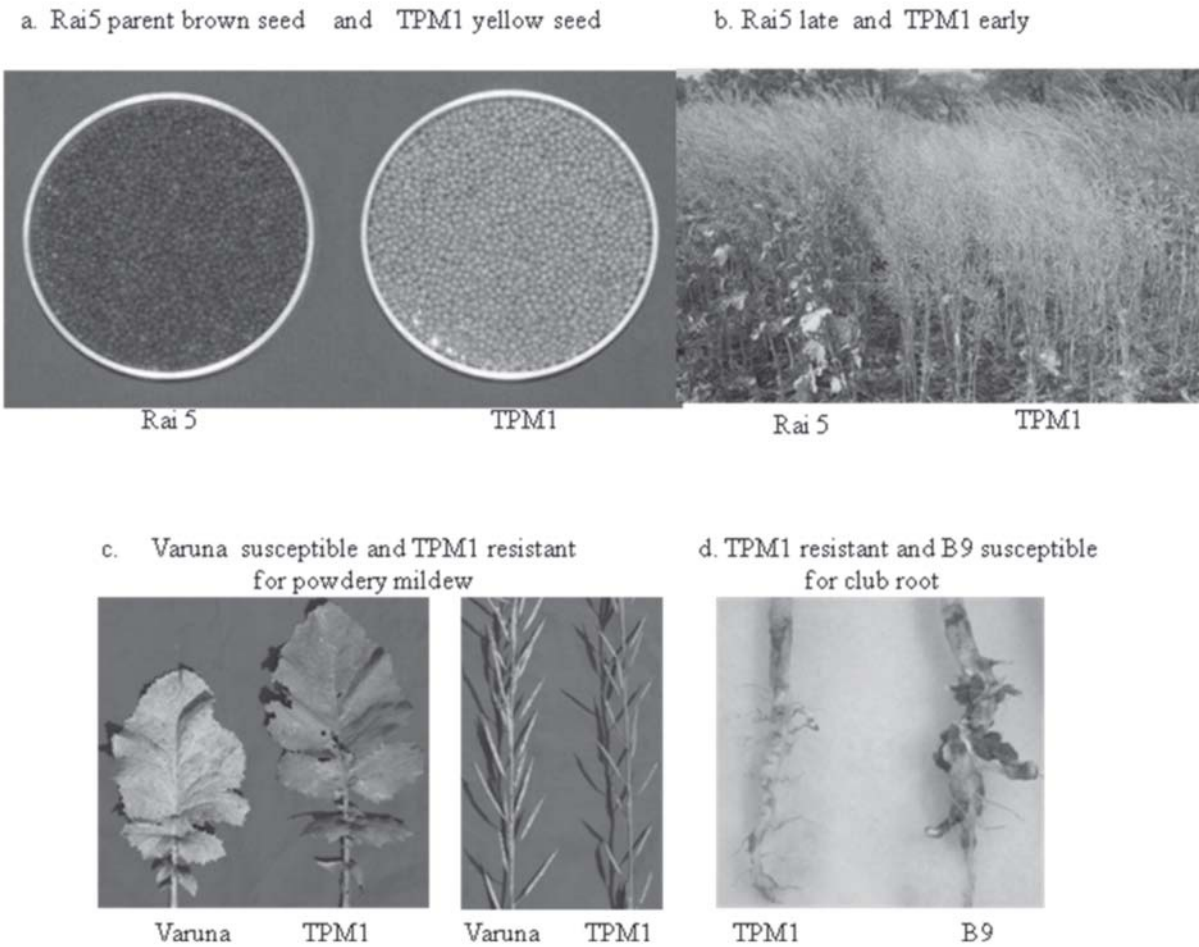 a. Rai5 parent brown seed and TPM1 yellow seed
b. Rai5 late and TPM1 early
Rai 5
TPM1
Rai 5
TPM1
c. Varuna susceptible and TPM1 resistant
for powdery mildew
d. TPM1 resistant and B9 susceptible
for club root
Varuna
TPM1
Varuna
TPM1
TPM1
B9